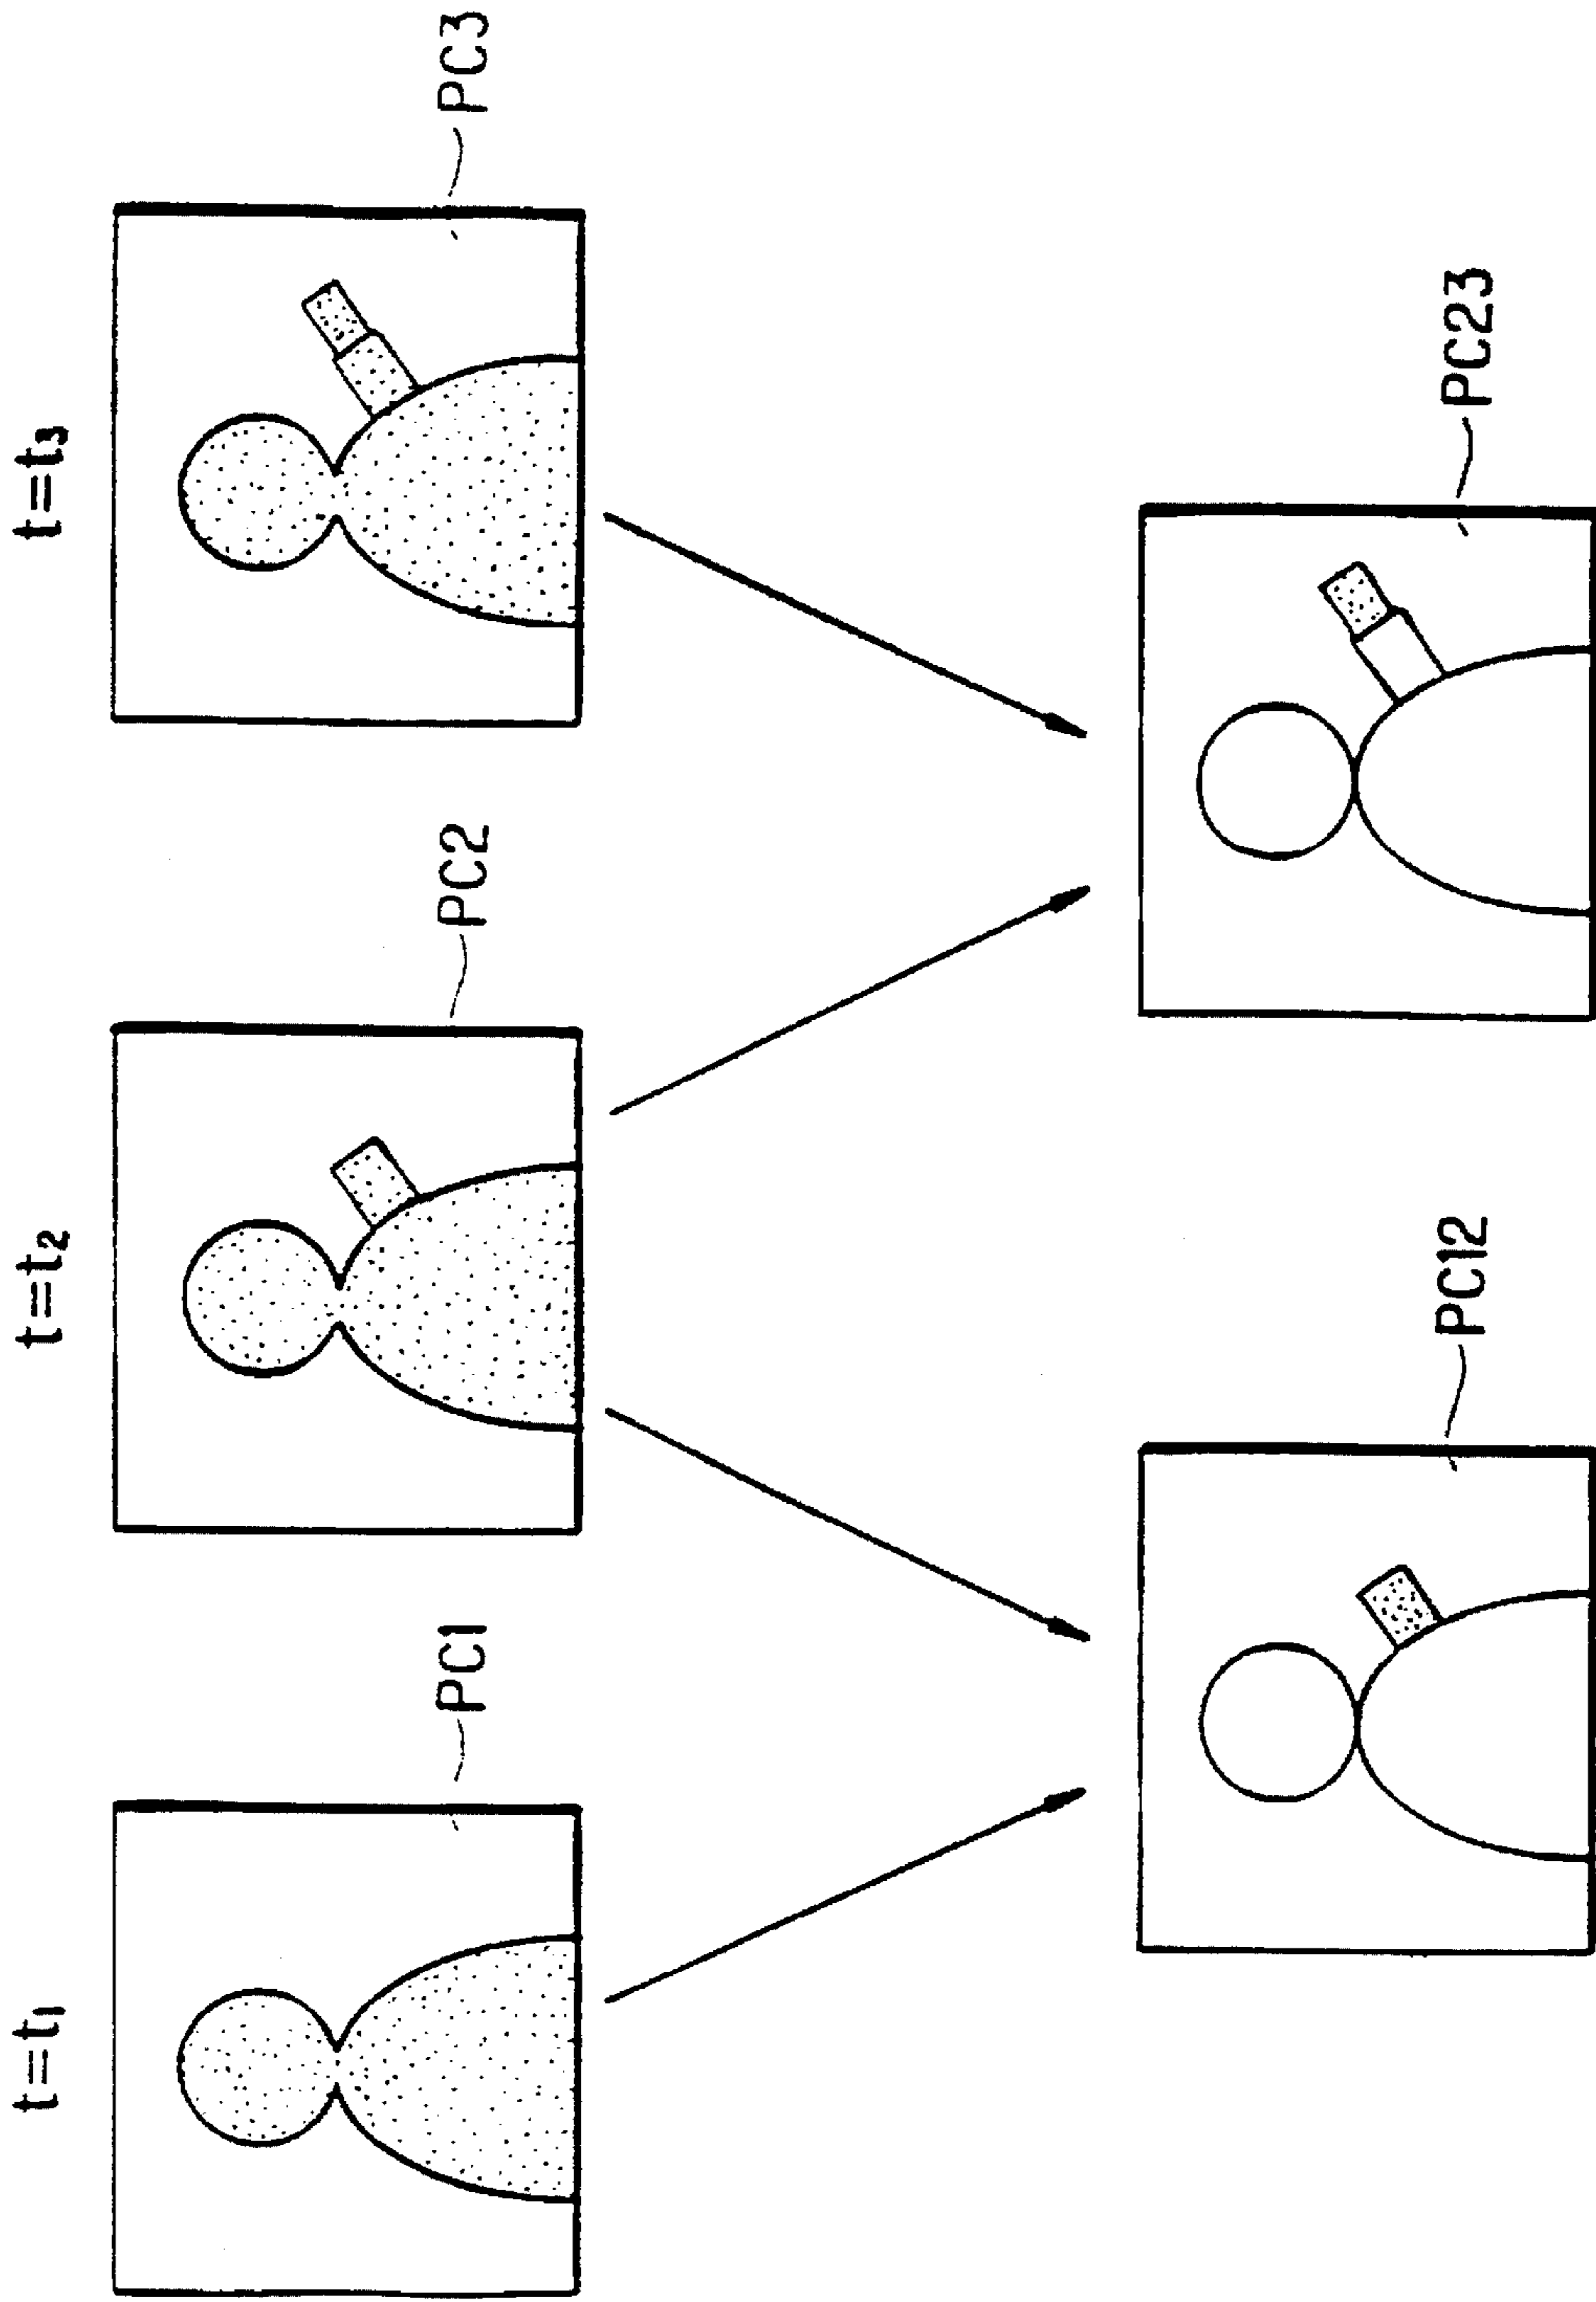 t=t₁
t=t₂
t=t₃
PC1
PC2
PC3
PC12
PC23